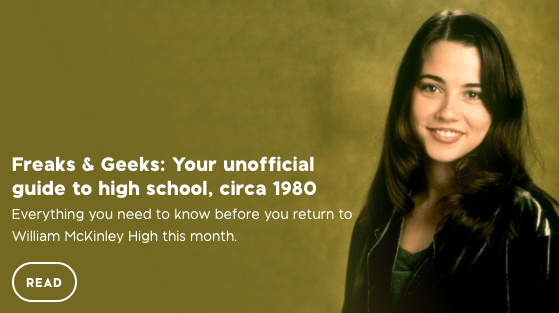 Freaks & Geeks: Your unofficial
guide to high school, circa 1980
Everything you need to know before you return to
William McKinley High this month.
READ